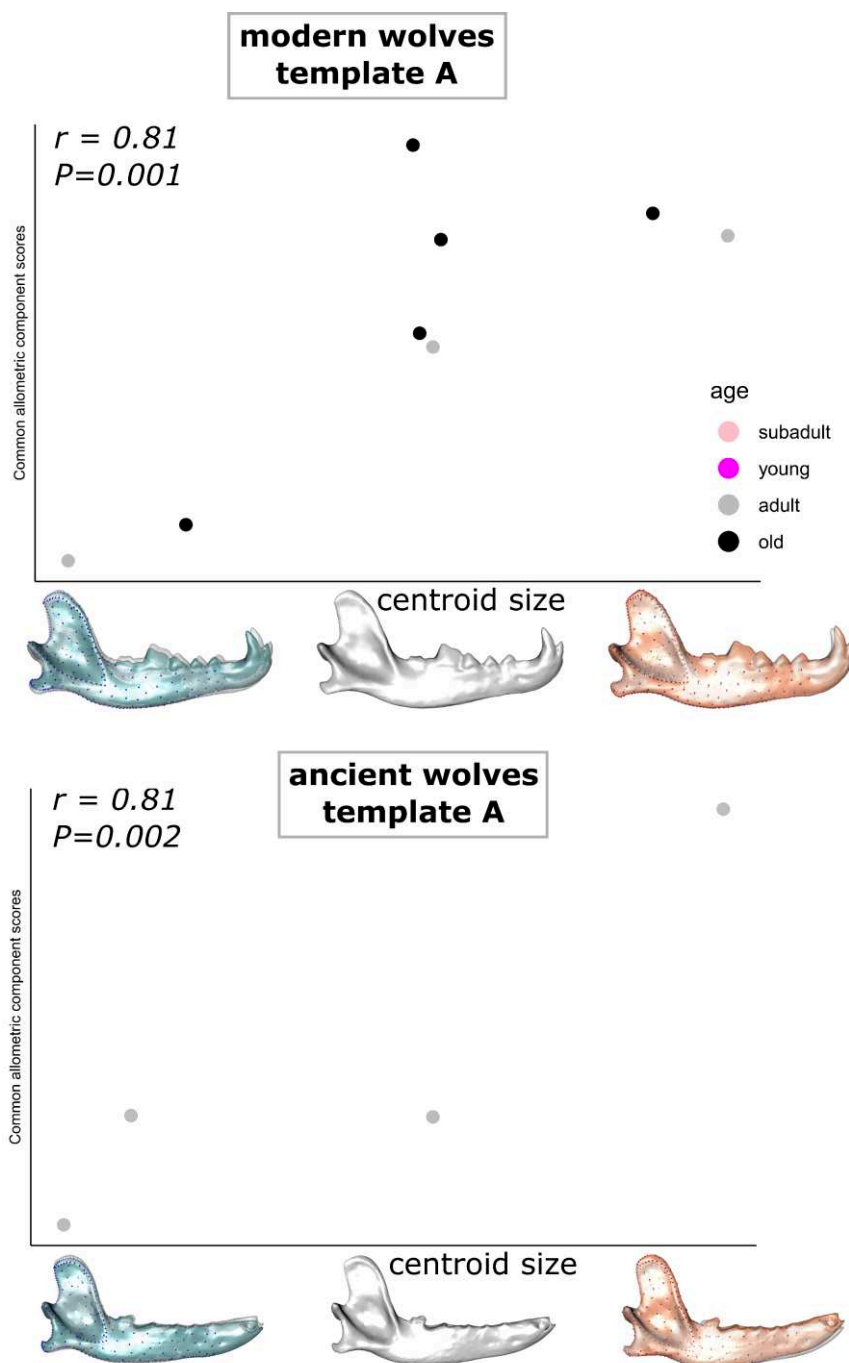 modern wolves
template A
r = 0.81
P=0.001
Common allometric component scores
age
subadult
young
adult
old
centroid size
ancient wolves
template A
r = 0.81
P=0.002
Common allometric component scores
centroid size